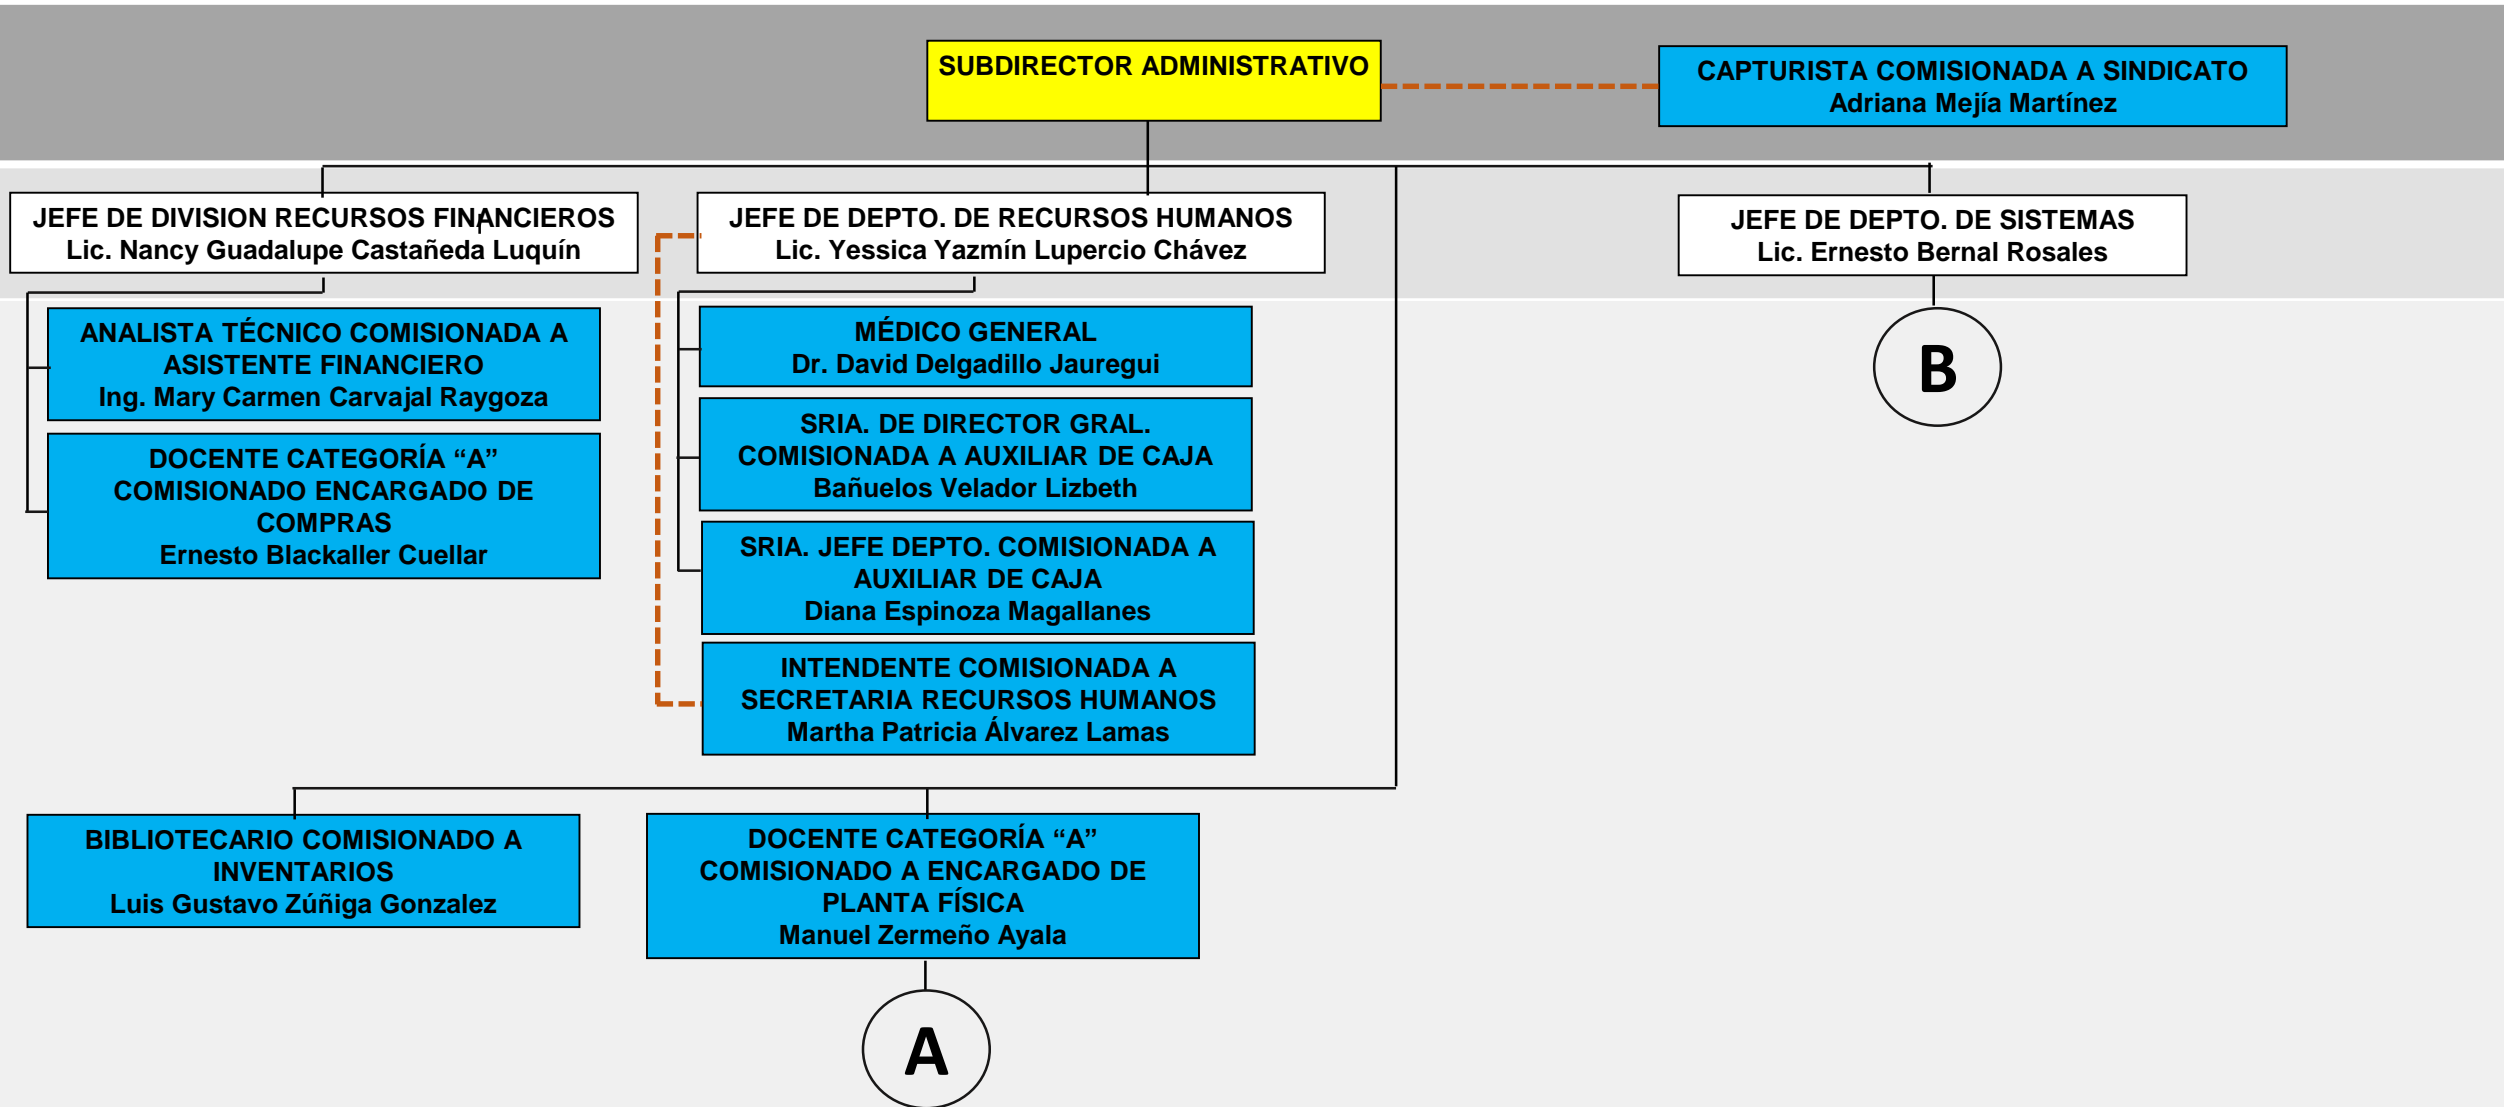 SUBDIRECTOR ADMINISTRATIVO
CAPTURISTA COMISIONADA A SINDICATO
Adriana Mejía Martínez
JEFE DE DIVISION RECURSOS FINANCIEROS
Lic. Nancy Guadalupe Castañeda Luquín
JEFE DE DEPTO. DE RECURSOS HUMANOS
Lic. Yessica Yazmín Lupercio Chávez
JEFE DE DEPTO. DE SISTEMAS
Lic. Ernesto Bernal Rosales
ANALISTA TÉCNICO COMISIONADA A
ASISTENTE FINANCIERO
Ing. Mary Carmen Carvajal Raygoza
DOCENTE CATEGORÍA “A”
COMISIONADO ENCARGADO DE
COMPRAS
Ernesto Blackaller Cuellar
MÉDICO GENERAL
Dr. David Delgadillo Jauregui
SRIA. DE DIRECTOR GRAL.
COMISIONADA A AUXILIAR DE CAJA
Bañuelos Velador Lizbeth
SRIA. JEFE DEPTO. COMISIONADA A
AUXILIAR DE CAJA
Diana Espinoza Magallanes
INTENDENTE COMISIONADA A
SECRETARIA RECURSOS HUMANOS
Martha Patricia Álvarez Lamas
B
BIBLIOTECARIO COMISIONADO A
INVENTARIOS
Luis Gustavo Zúñiga Gonzalez
DOCENTE CATEGORÍA “A”
COMISIONADO A ENCARGADO DE
PLANTA FÍSICA
Manuel Zermeño Ayala
A